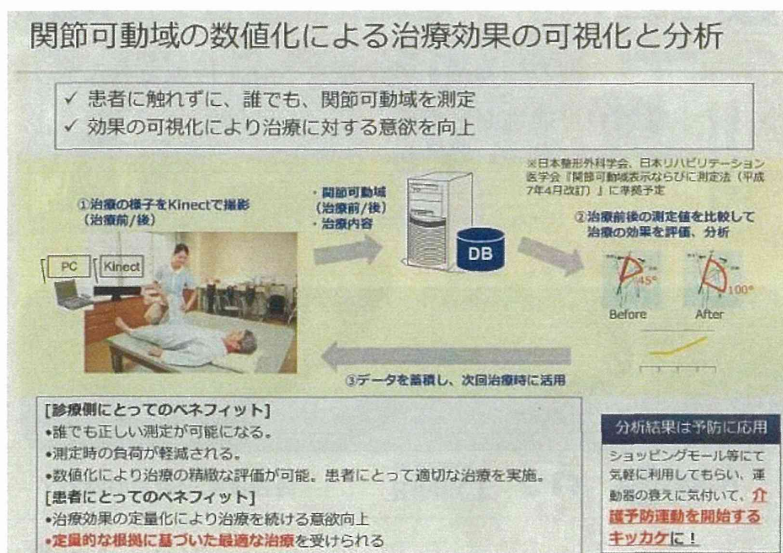 関節可動域の数値化による治療効果の可視化と分析
✓ 患者に触れずに、誰でも、関節可動域を測定
✓ 効果の可視化により治療に対する意欲を向上
※日本整形外科学会、日本リハビリテーション
医学会『関節可動域表示ならびに測定法（平成
7年4月改訂）』に準拠予定
①治療の様子をKinectで撮影
（治療前/後）
・関節可動域
（治療前/後）
・治療内容
DB
②治療前後の測定値を比較して
治療の効果を評価、分析
PC
Kinect
45°
100°
Before
After
③データを蓄積し、次回治療時に活用
[診療側にとってのベネフィット]
•誰でも正しい測定が可能になる。
•測定時の負荷が軽減される。
•数値化により治療の精緻な評価が可能。患者にとって適切な治療を実施。
[患者にとってのベネフィット]
•治療効果の定量化により治療を続ける意欲向上
•定量的な根拠に基づいた最適な治療を受けられる
分析結果は予防に応用
ショッピングモール等にて
気軽に利用してもらい、運
動器の衰えに気付いて、介
護予防運動を開始する
キッカケに！